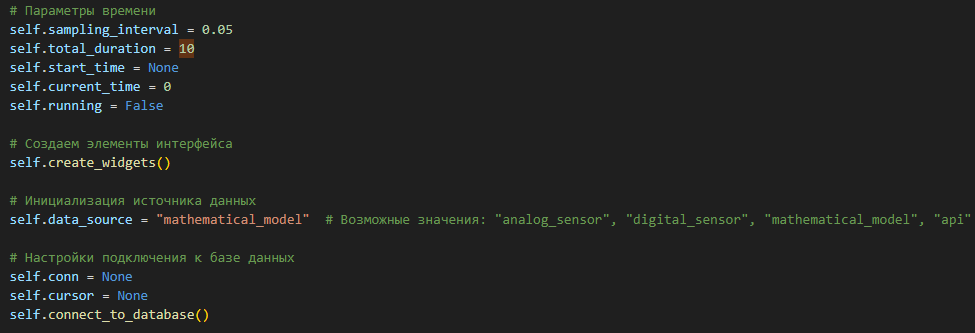 # Параметры времени
self.sampling_interval = 0.05
self.total_duration = 10
self.start_time = None
self.current_time = 0
self.running = False
# Создаем элементы интерфейса
self.create_widgets()
# Инициализация источника данных
self.data_source = "mathematical_model"  # Возможные значения: "analog_sensor", "digital_sensor", "mathematical_model", "api"
# Настройки подключения к базе данных
self.conn = None
self.cursor = None
self.connect_to_database()